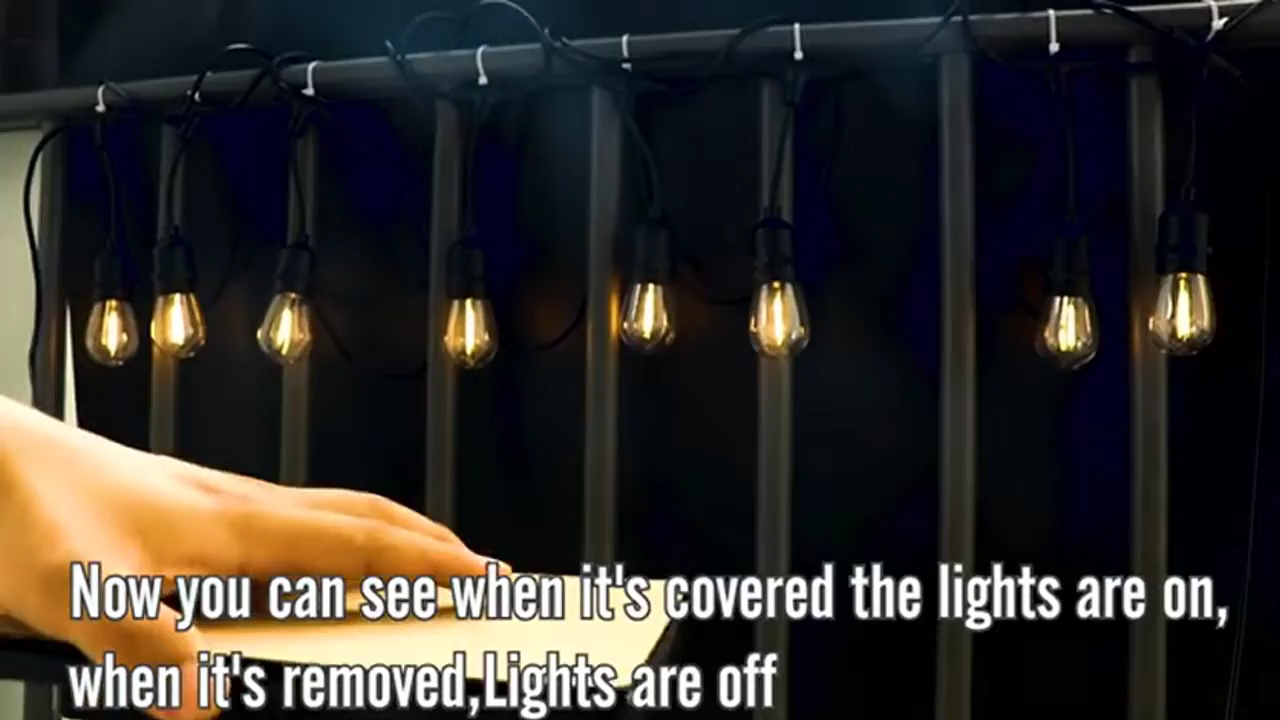 Now you can see when it's covered the lights are on,
when it's removed,Lights are off